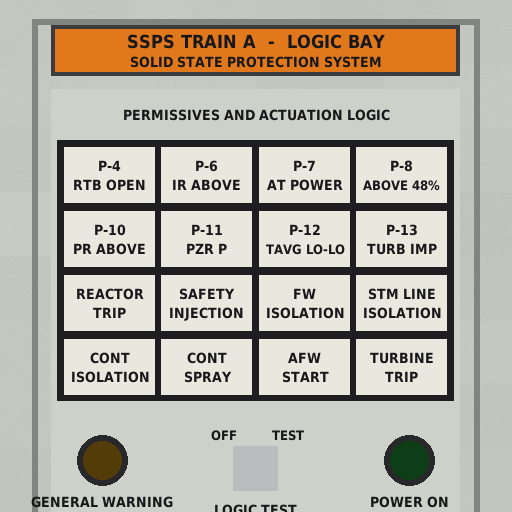 SSPS TRAIN A - LOGIC BAY
SOLID STATE PROTECTION SYSTEM
PERMISSIVES AND ACTUATION LOGIC
P-4
RTB OPEN
P-6
IR ABOVE
P-7
AT POWER
P-8
ABOVE 48%
P-10
PR ABOVE
P-11
PZR P
P-12
TAVG LO-LO
P-13
TURB IMP
REACTOR
TRIP
SAFETY
INJECTION
FW
ISOLATION
STM LINE
ISOLATION
CONT
ISOLATION
CONT
SPRAY
AFW
START
TURBINE
TRIP
OFF TEST
GENERAL WARNING
LOGIC TEST
POWER ON